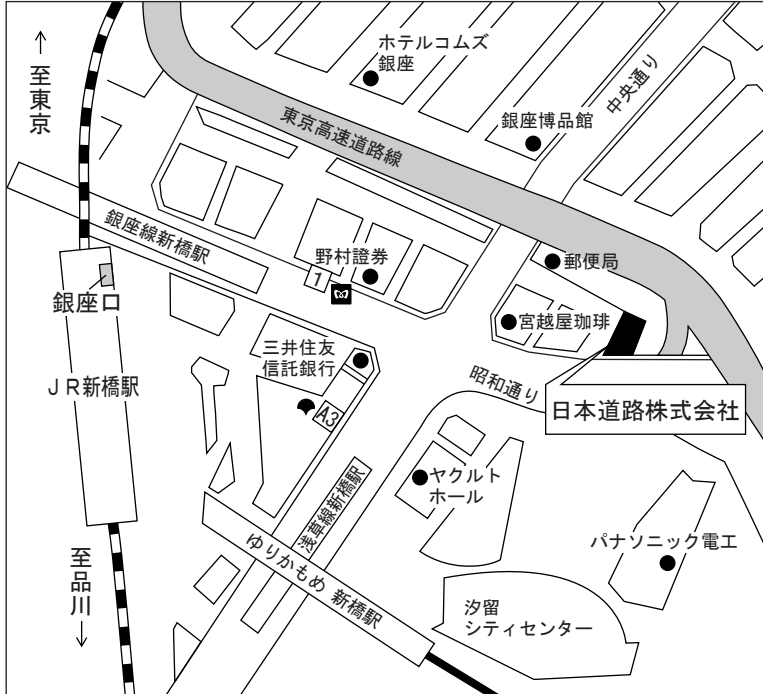 至東京
ホテルコムズ
銀座
中央通り
東京高速道路線
銀座博品館
銀座線新橋駅
野村證券
1
郵便局
銀座口
宮越屋珈琲
三井住友
信託銀行
昭和通り
JR新橋駅
A3
日本道路株式会社
ヤクルト
ホール
浅草線新橋駅
ゆりかもめ 新橋駅
パナソニック電工
至品川
汐留
シティセンター